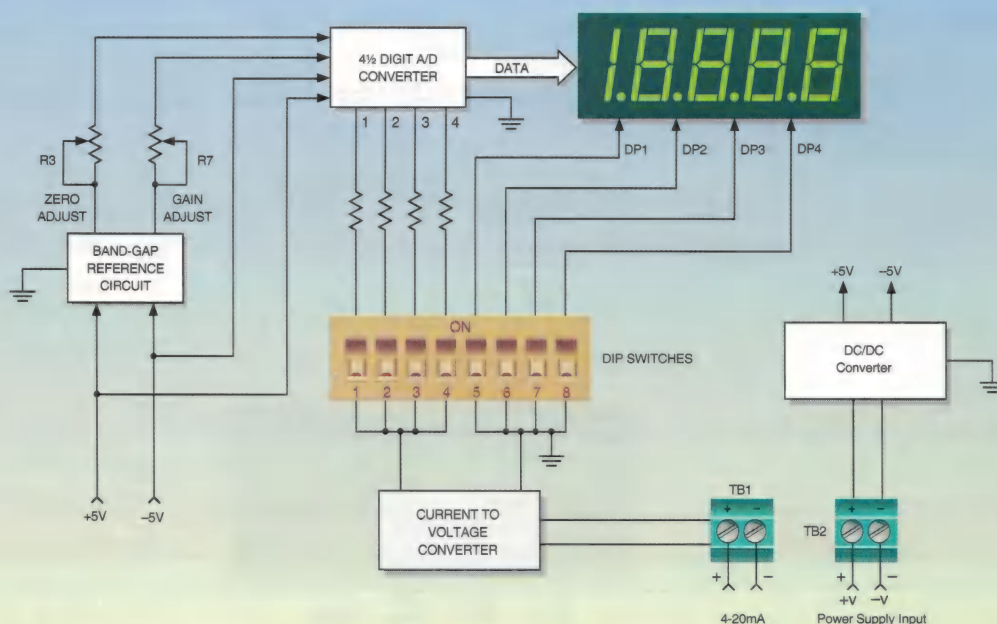 4½ DIGIT A/D
CONVERTER
DATA
1.8.8.8.8
1 2 3 4
DP1
DP2
DP3
DP4
R3
R7
ZERO
ADJUST
GAIN
ADJUST
BAND-GAP
REFERENCE
CIRCUIT
+5V
–5V
ON
1 2 3 4 5 6 7 8
DIP SWITCHES
DC/DC
Converter
+5V
–5V
CURRENT TO
VOLTAGE
CONVERTER
TB1
+ –
+ –
4-20mA
TB2
+ –
+ –
+V –V
Power Supply Input